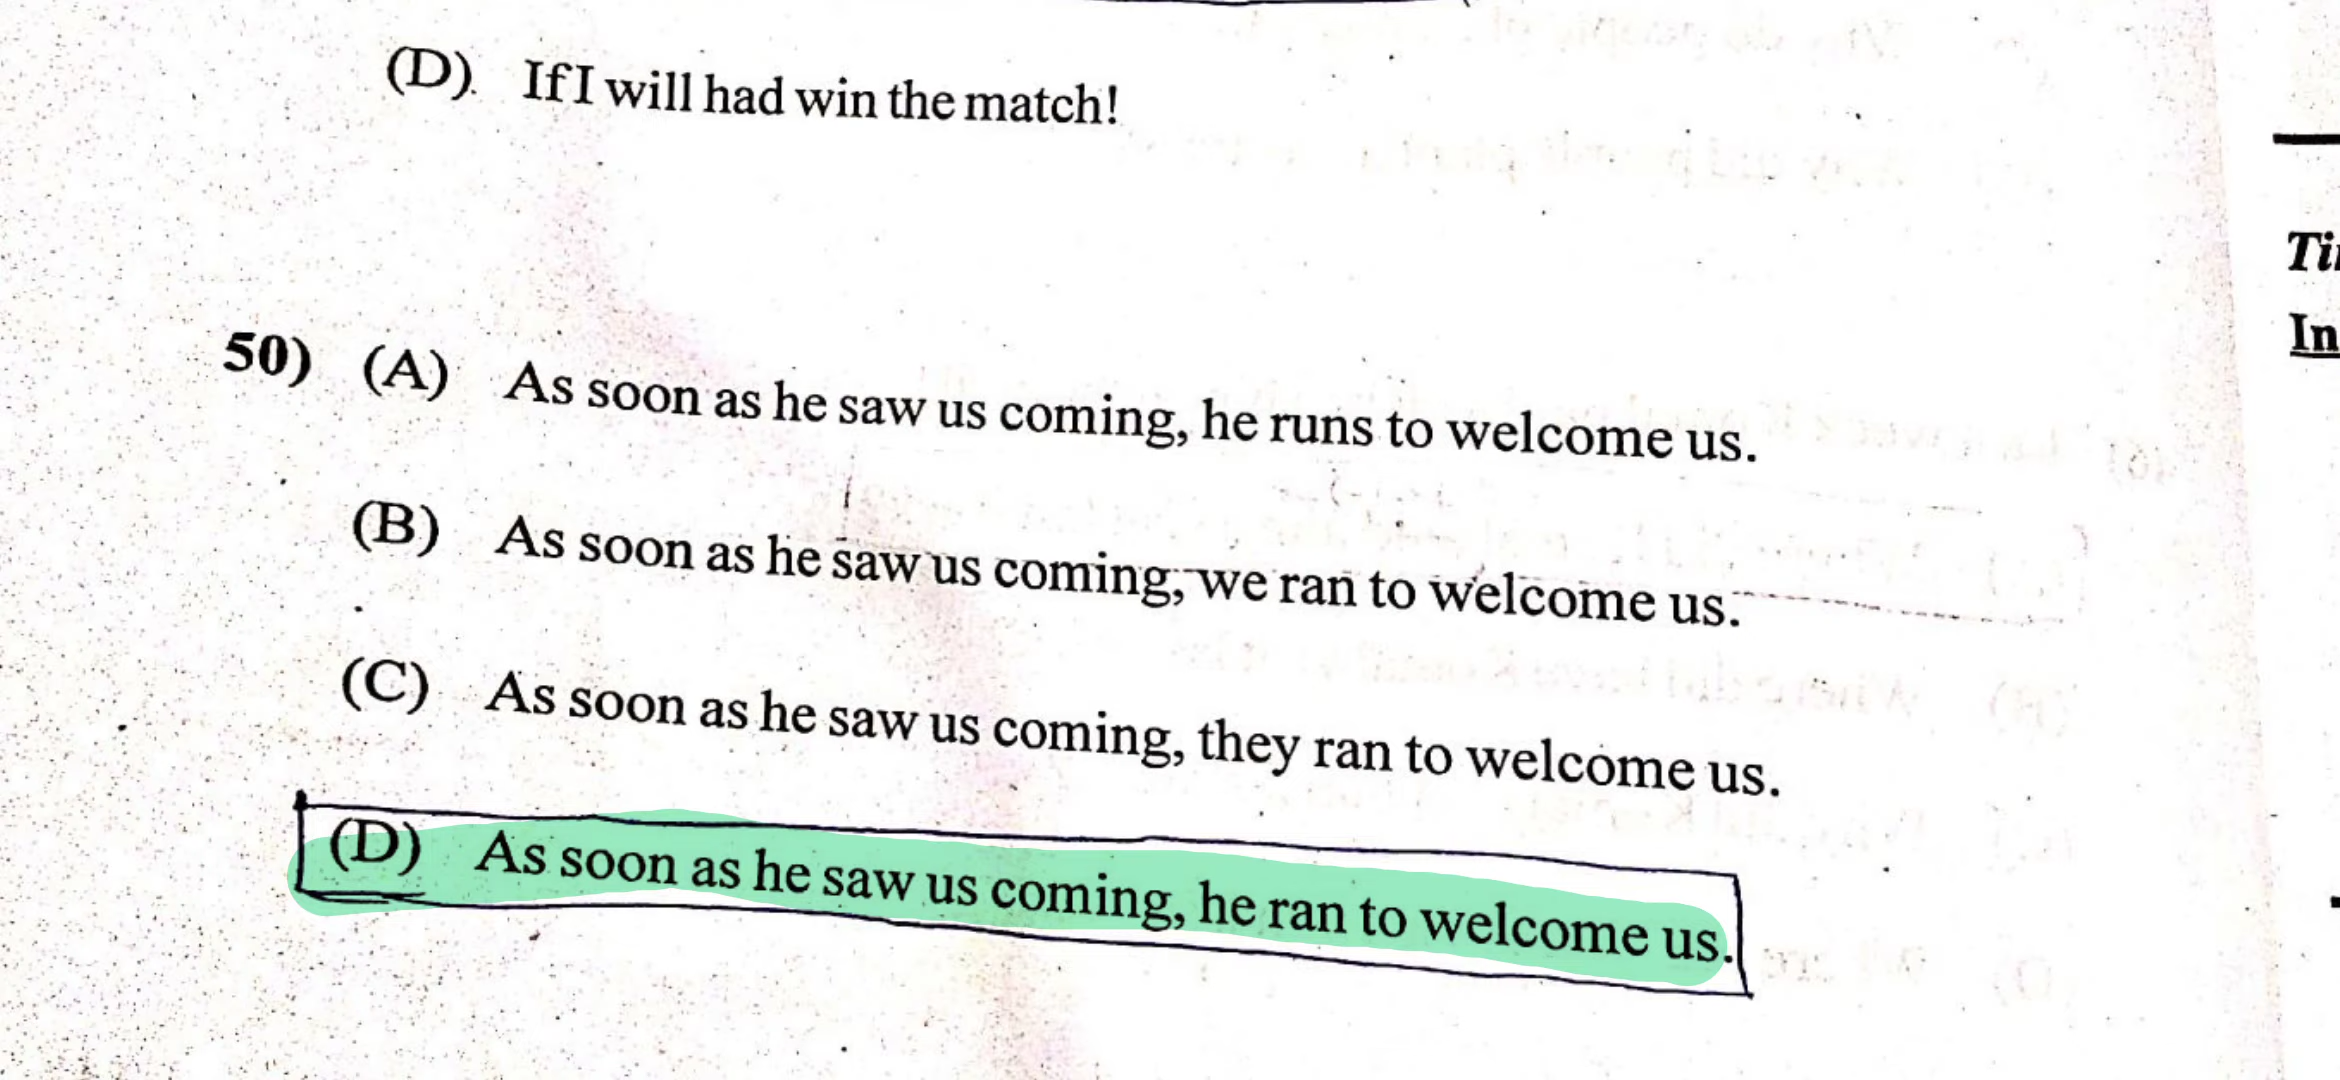 (D). If I will had win the match!
Ti
50) (A) As soon as he saw us coming, he runs to welcome us.
In
(B) As soon as he saw us coming, we ran to welcome us.
(C) As soon as he saw us coming, they ran to welcome us.
(D) As soon as he saw us coming, he ran to welcome us.